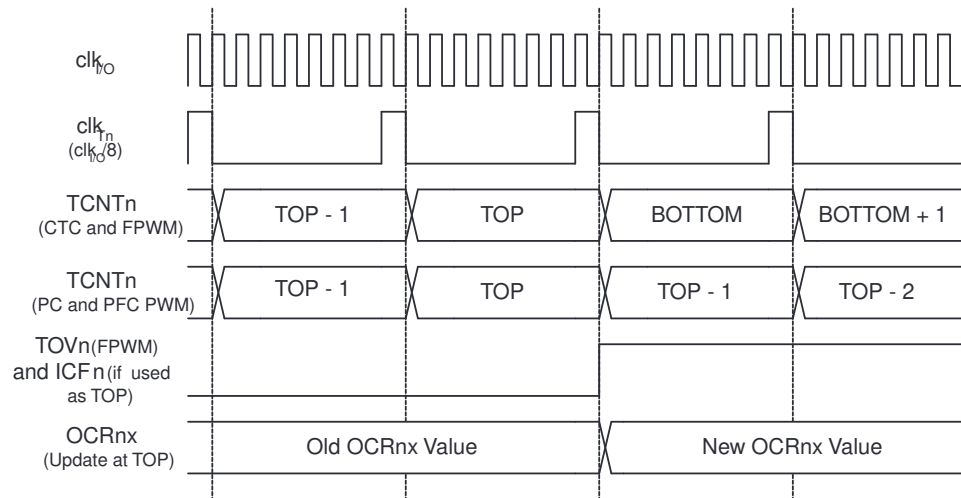 clkI/O
clkTn
(clkI/O/8)
TCNTn
(CTC and FPWM)
TOP - 1
TOP
BOTTOM
BOTTOM + 1
TCNTn
(PC and PFC PWM)
TOP - 1
TOP
TOP - 1
TOP - 2
TOVn(FPWM)
and ICFn(if used
as TOP)
OCRnx
(Update at TOP)
Old OCRnx Value
New OCRnx Value